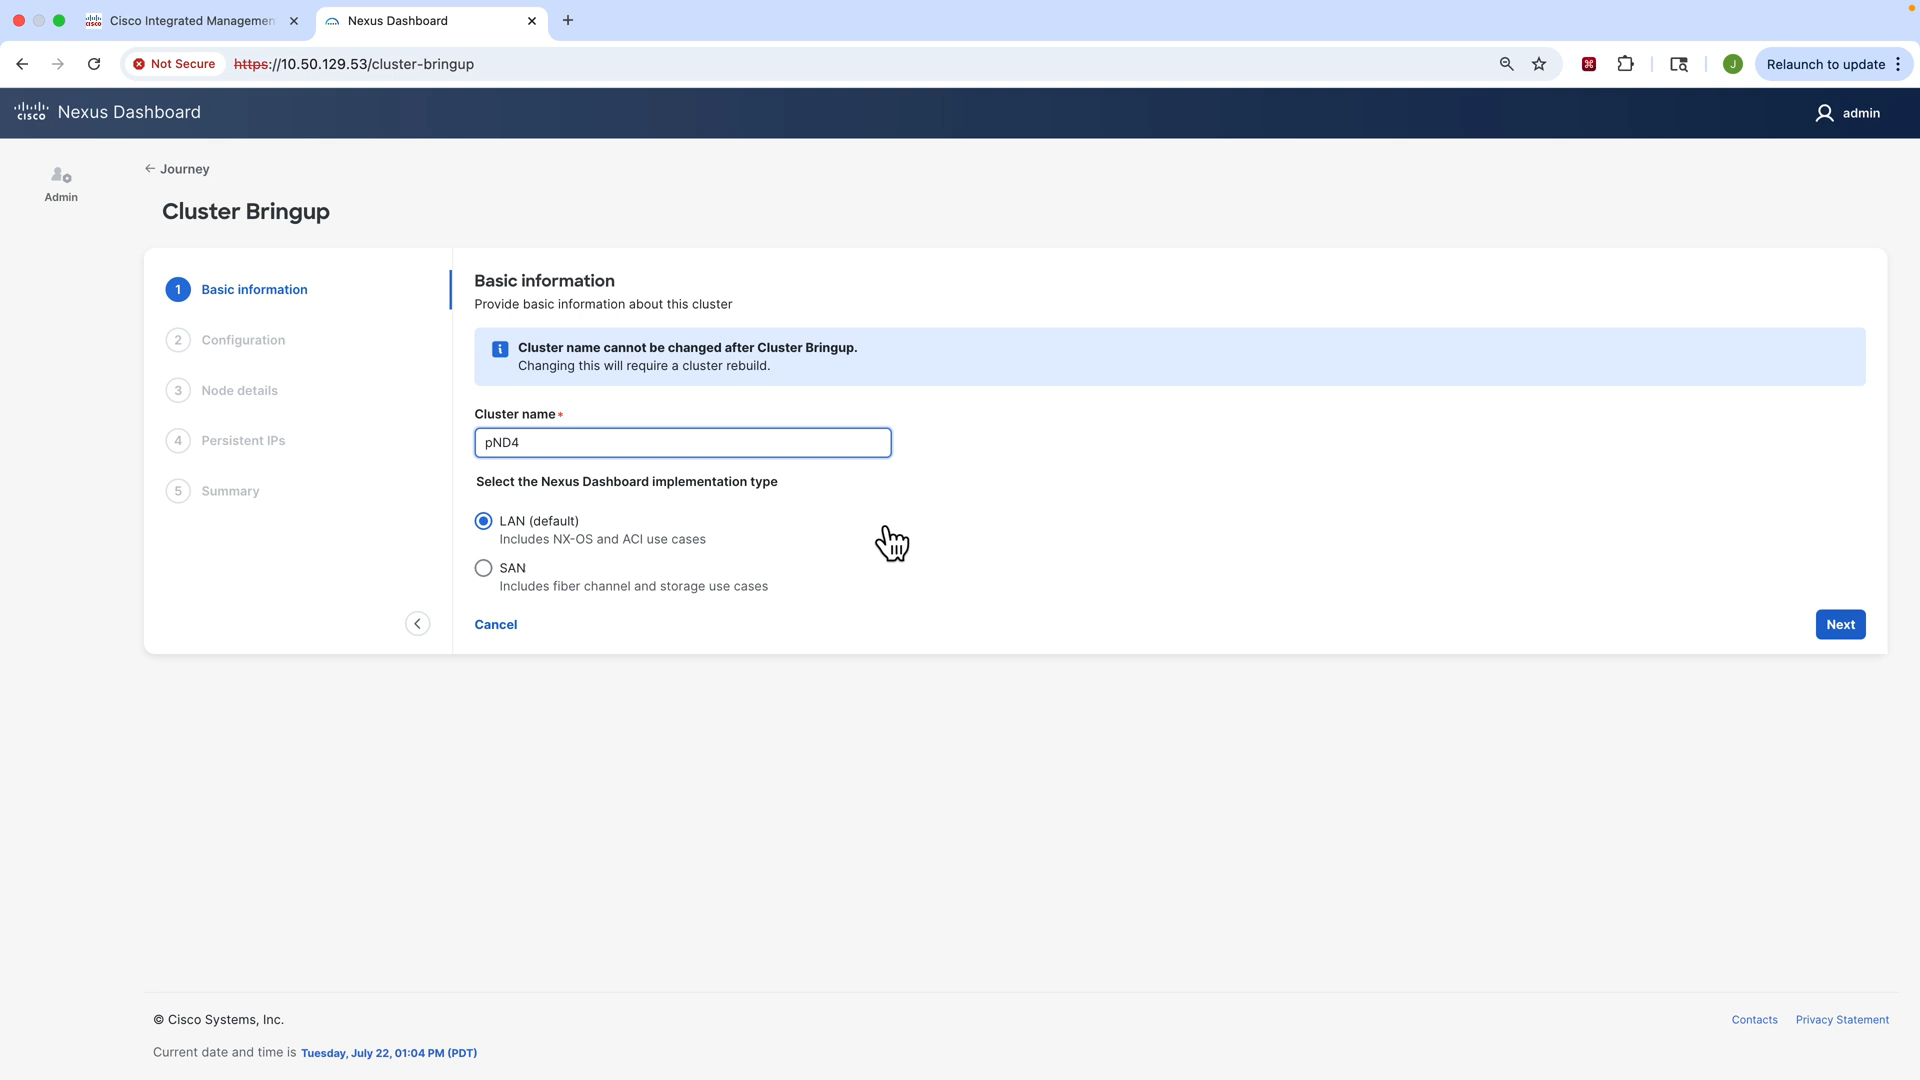 Cisco Integrated Managemen
Nexus Dashboard
Not Secure
https://10.50.129.53/cluster-bringup
J
Relaunch to update
cisco
Nexus Dashboard
admin
Admin
← Journey
Cluster Bringup
1 Basic information
2 Configuration
3 Node details
4 Persistent IPs
5 Summary
Basic information
Provide basic information about this cluster
Cluster name cannot be changed after Cluster Bringup.
Changing this will require a cluster rebuild.
Cluster name*
pND4
Select the Nexus Dashboard implementation type
LAN (default)
Includes NX-OS and ACI use cases
SAN
Includes fiber channel and storage use cases
Cancel
Next
© Cisco Systems, Inc.
Contacts
Privacy Statement
Current date and time is Tuesday, July 22, 01:04 PM (PDT)